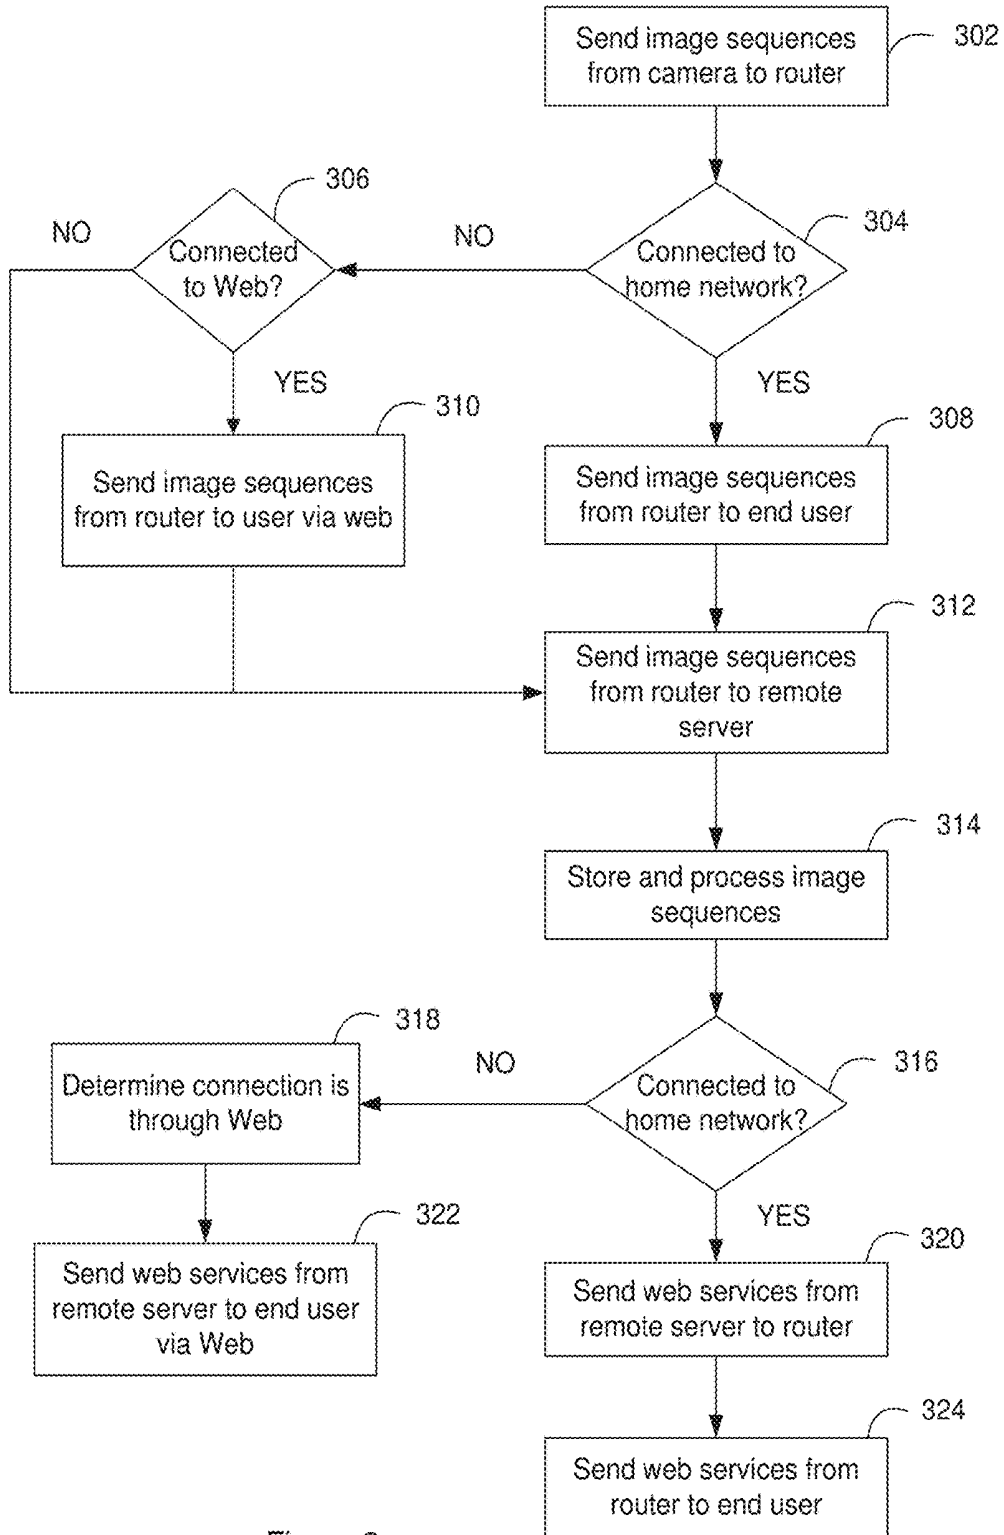 Send image sequences
from camera to router
302
306
Connected
to Web?
NO
NO
304
Connected to
home network?
YES
YES
310
Send image sequences
from router to user via web
308
Send image sequences
from router to end user
312
Send image sequences
from router to remote
server
314
Store and process image
sequences
316
Connected to
home network?
NO
318
Determine connection is
through Web
YES
322
Send web services from
remote server to end user
via Web
320
Send web services from
remote server to router
324
Send web services from
router to end user